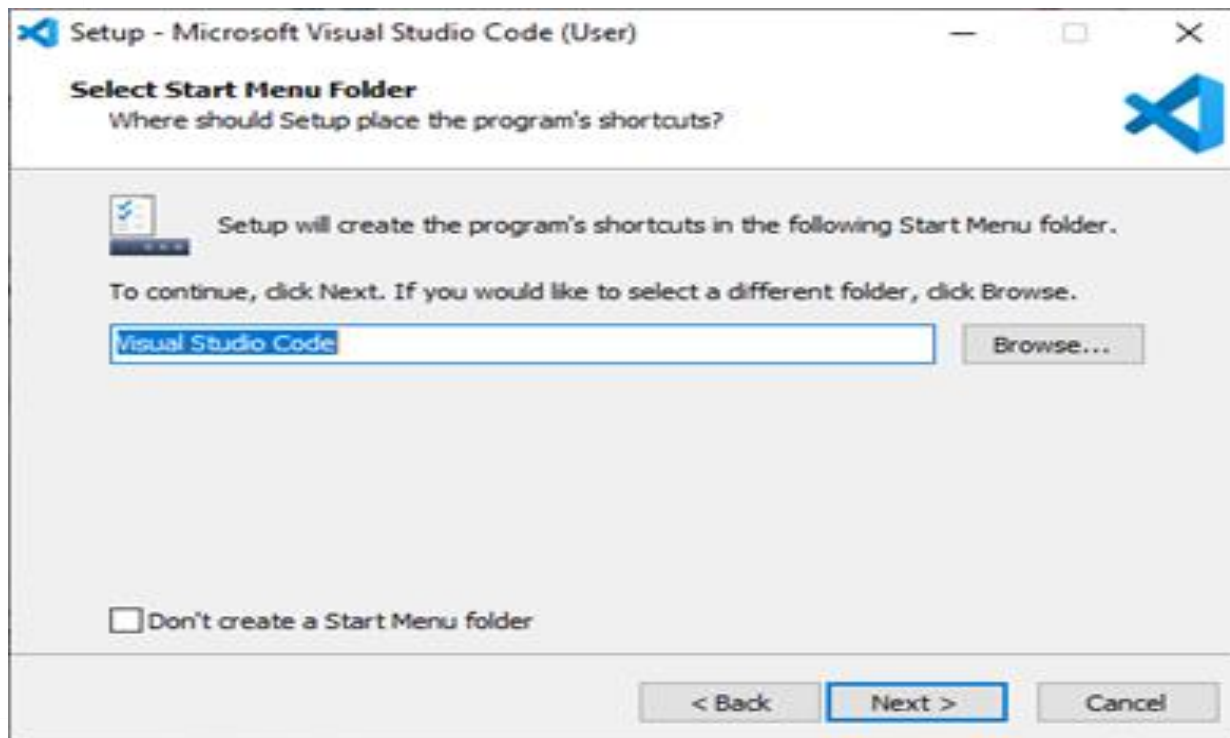 Setup - Microsoft Visual Studio Code (User)
Select Start Menu Folder
Where should Setup place the program's shortcuts?
Setup will create the program's shortcuts in the following Start Menu folder.
To continue, click Next. If you would like to select a different folder, click Browse.
Visual Studio Code
Browse...
Don't create a Start Menu folder
< Back
Next >
Cancel